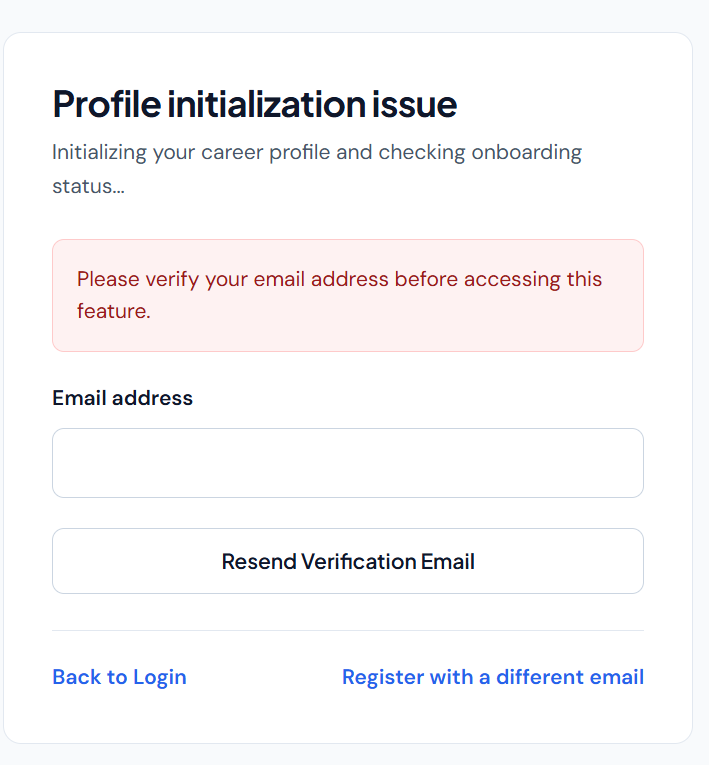 Profile initialization issue
Initializing your career profile and checking onboarding
status...
Please verify your email address before accessing this
feature.
Email address
Resend Verification Email
Back to Login
Register with a different email